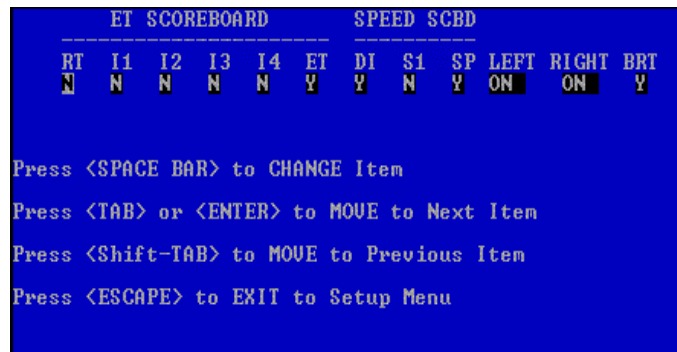 ET SCOREBOARD SPEED SCBD
RT I1 I2 I3 I4 ET DI S1 SP LEFT RIGHT BRT
N N N N N Y Y N Y ON ON Y
Press <SPACE BAR> to CHANGE Item
Press <TAB> or <ENTER> to MOVE to Next Item
Press <Shift-TAB> to MOVE to Previous Item
Press <ESCAPE> to EXIT to Setup Menu